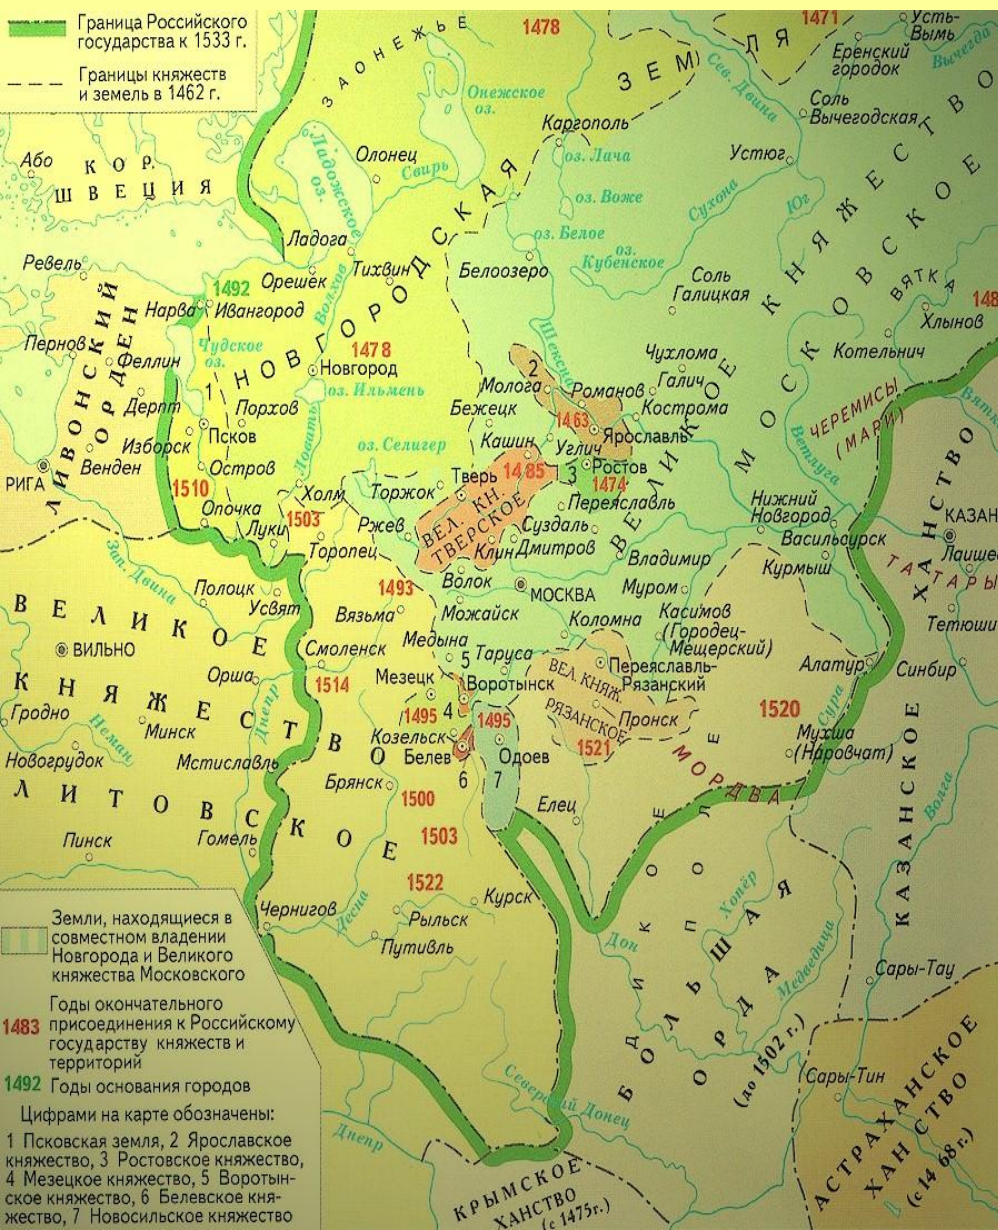 Граница Российского
государства к 1533 г.
Границы княжеств
и земель в 1462 г.
ЗАОНЕЖЬЕ
1478
1471
ЗЕМЛЯ
Усть-
Вымь
Вычегда
Еренский
городок
Сев. Двина
Онежское
оз.
Соль
Вычегодская
Каргополь
оз. Лача
Устюг
Або
КОР.
ШВЕЦИЯ
Олонец
Свирь
Ладожское
оз.
оз. Воже
Сухона
Юг
оз. Белое
оз.
Кубенское
Ладога
Белоозеро
Ревель
Орешек
Тихвин
Волхов
Соль
Галицкая
ВЯТКА
148
Хлынов
1492
Нарва
Ивангород
НОВГОРОДСКАЯ
Шексна
ВЕЛИКОЕ
КНЯЖЕСТВО
МОСКОВСКОЕ
Пернов
Феллин
ЛИВОНСКИЙ
ОРДЕН
Чудское
оз.
1478
Новгород
оз. Ильмень
Чухлома
Галич
Котельнич
2
Молога
Романов
Кострома
1463
Ярославль
ЧЕРЕМИСЫ
(МАРИ)
Вятка
Дерпт
1
Порхов
Бежецк
Ветлуга
Изборск
Псков
оз. Селигер
Кашин
Углич
Венден
Остров
Ловать
РИГА
1510
Холм
Торжок
Тверь
1485
3
Ростов
1474
Переяславль
Опочка
1503
Луки
Ржев
ВЕЛ. КН.
ТВЕРСКОЕ
Суздаль
Нижний
Новгород
КАЗАН
Торопец
Клин
Дмитров
Владимир
Васильсурск
Лаишев
Зап. Двина
Волок
МОСКВА
Муром
Курмыш
ТАТАРЫ
Полоцк
Усвят
1493
Вязьма
Можайск
Коломна
Касимов
(Городец-
Мещерский)
Тетюши
ВЕЛИКОЕ
КНЯЖЕСТВО
ЛИТОВСКОЕ
ВИЛЬНО
Смоленск
Медына
5
Таруса
ВЕЛ. КНЯЖ.
РЯЗАНСКОЕ
Переяславль-
Рязанский
Алатур
Синбир
Орша
1514
Мезецк
Воротынск
1495
4
1495
Пронск
1521
1520
Сура
Гродно
Неман
Минск
Днепр
Козельск
Белев
Одоев
Мухша
(Наровчат)
МОРДВА
Новогрудок
Мстиславль
6
7
Брянск
1500
Елец
КАЗАНСКОЕ
ХАНСТВО
Волга
ДИКОЕ
ПОЛЕ
Пинск
Гомель
1503
1522
Курск
Чернигов
Десна
Рыльск
Путивль
Хопёр
Дон
Медведица
БОЛЬШАЯ
ОРДА
(до 1502 г.)
Сары-Тау
Сары-Тин
Северский Донец
Днепр
КРЫМСКОЕ
ХАНСТВО
(с 1475г.)
АСТРАХАНСКОЕ
ХАНСТВО
(с 1468 г.)
Земли, находящиеся в
совместном владении
Новгорода и Великого
княжества Московского
1483 Годы окончательного
присоединения к Российскому
государству княжеств и
территорий
1492 Годы основания городов
Цифрами на карте обозначены:
1 Псковская земля, 2 Ярославское
княжество, 3 Ростовское княжество,
4 Мезецкое княжество, 5 Воротын-
ское княжество, 6 Белевское кня-
жество, 7 Новосильское княжество